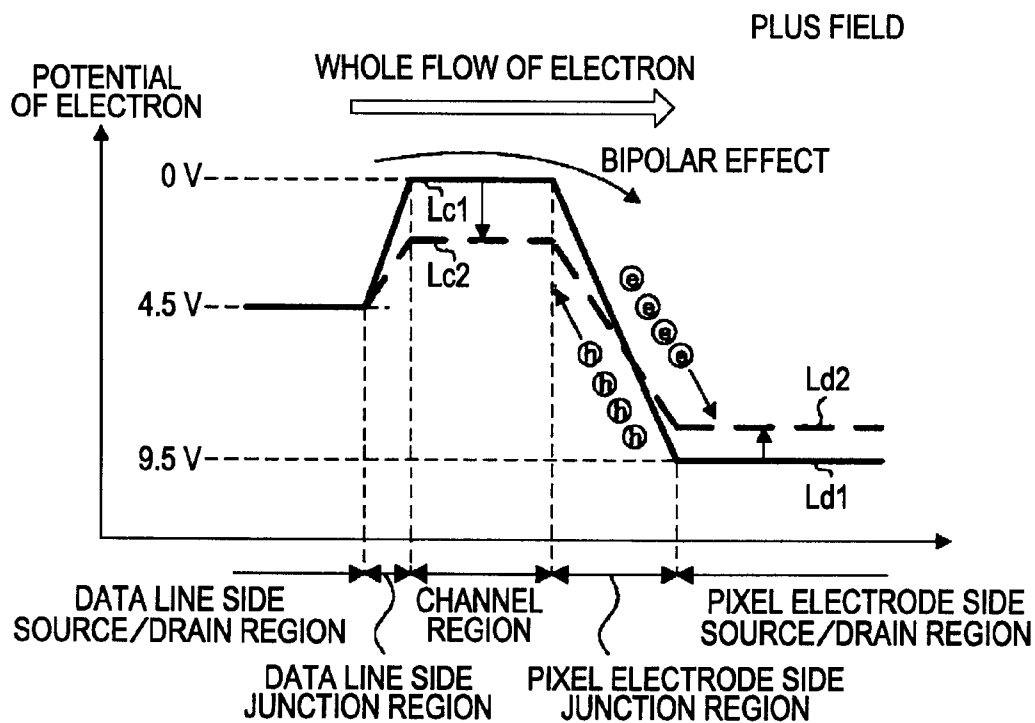 PLUS FIELD
WHOLE FLOW OF ELECTRON
POTENTIAL
OF ELECTRON
BIPOLAR EFFECT
0 V
Lc1
Lc2
4.5 V
e
e
e
e
h
h
h
h
Ld2
9.5 V
Ld1
DATA LINE SIDE
SOURCE/DRAIN REGION
CHANNEL
REGION
PIXEL ELECTRODE SIDE
SOURCE/DRAIN REGION
DATA LINE SIDE
JUNCTION REGION
PIXEL ELECTRODE SIDE
JUNCTION REGION